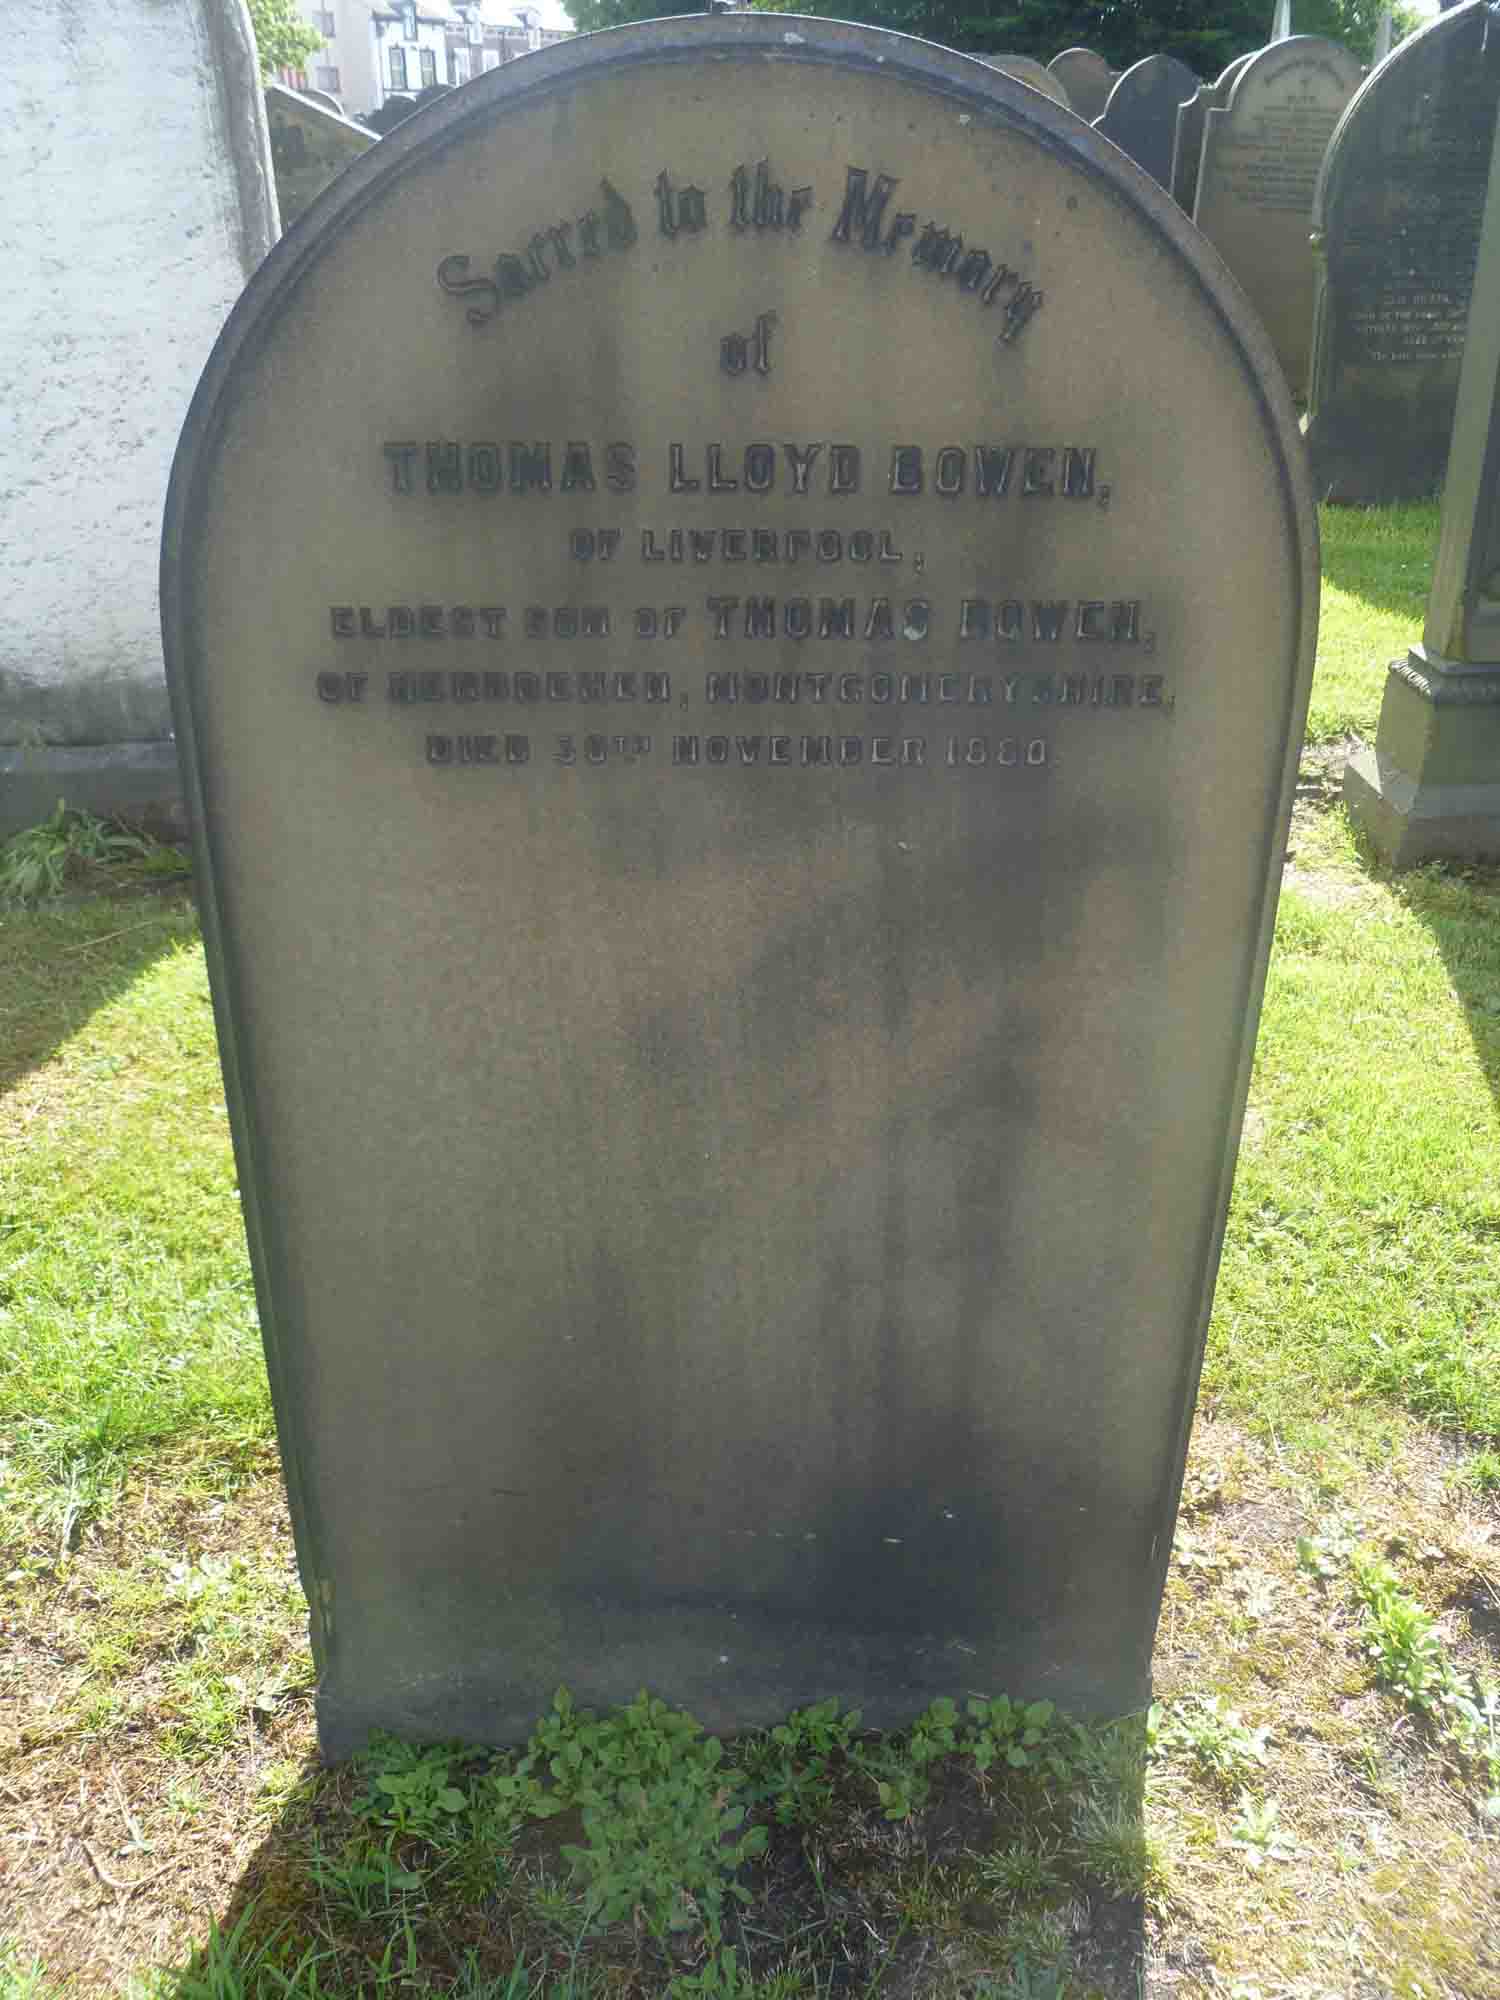 Sacred to the Memory
of
THOMAS LLOYD BOWEN,
OF LIVERPOOL,
ELDEST SON OF THOMAS BOWEN,
OF MONTGOMERYSHIRE,
DIED 30TH NOVEMBER 1880.